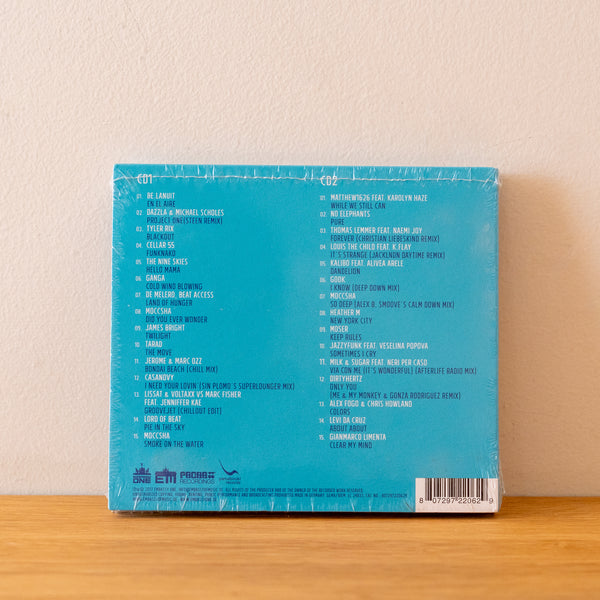 CD1
01. DE LANUIT
EN EL AIRE
02. DAZZLA & MICHAEL SCHOLES
PROJECT ONE(STEEN REMIX)
03. TYLER RIX
BLACKOUT
04. CELLAR 55
FUNKNAKO
05. THE NINE SKIES
HELLO MAMA
06. GANGA
COLD WIND BLOWING
07. DE MELERO, BEAT ACCESS
LAND OF HUNGER
08. MOCCSHA
DID YOU EVER WONDER
09. JAMES BRIGHT
TWILIGHT
10. IARAD
THE MOVE
11. JEROME & MARC OZZ
BONDAI BEACH (CHILL MIX)
12. CASANOVY
I NEED YOUR LOVIN' (SIN PLOMO'S SUPERLOUNGER MIX)
13. LISSAT & VOLTAXX VS MARC FISHER
FEAT. JENNIFFER KAE
GROOVEJET (CHILLOUT EDIT)
14. LORD OF BEAT
PIE IN THE SKY
15. MOCCSHA
SMOKE ON THE WATER
CD2
01. MATTHEW1626 FEAT. KAROLYN HAZE
WHILE WE STILL CAN
02. NO ELEPHANTS
PURE
03. THOMAS LEMMER FEAT. NAEMI JOY
FOREVER (CHRISTIAN LIEBESKIND REMIX)
04. LOUIS THE CHILD FEAT. K.FLAY
IT'S STRANGE (JACKLNDN DAYTIME REMIX)
05. KALIBO FEAT. ALIVEA ARELE
DANDELION
06. GOOK
I KNOW (DEEP DOWN MIX)
07. MOCCSHA
SO DEEP (ALEX B. SMOOVE'S CALM DOWN MIX)
08. HEATHER M
NEW YORK CITY
09. MOSER
KEEP RULES
10. JAZZYFUNK FEAT. VESELINA POPOVA
SOMETIMES I CRY
11. MILK & SUGAR FEAT. NERI PER CASO
VIA CON ME (IT'S WONDERFUL) (AFTERLIFE RADIO MIX)
12. DIRTYHERTZ
ONLY YOU
(ME & MY MONKEY & GONZA RODRIGUEZ REMIX)
13. ALEX FOGO & CHRIS HOWLAND
COLORS
14. LEVI DA CRUZ
ABOUT ABOUT
15. GIANMARCO LIMENTA
CLEAR MY MIND
ONE
EM
RECORDINGS
8 07297 22062 9